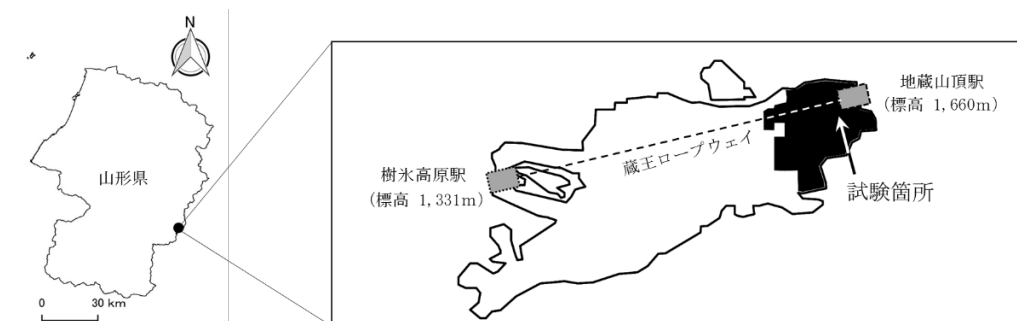 N
山形県
0 30 km
地蔵山頂駅
(標高 1,660m)
蔵王ロープウェイ
樹氷高原駅
(標高 1,331m)
試験箇所